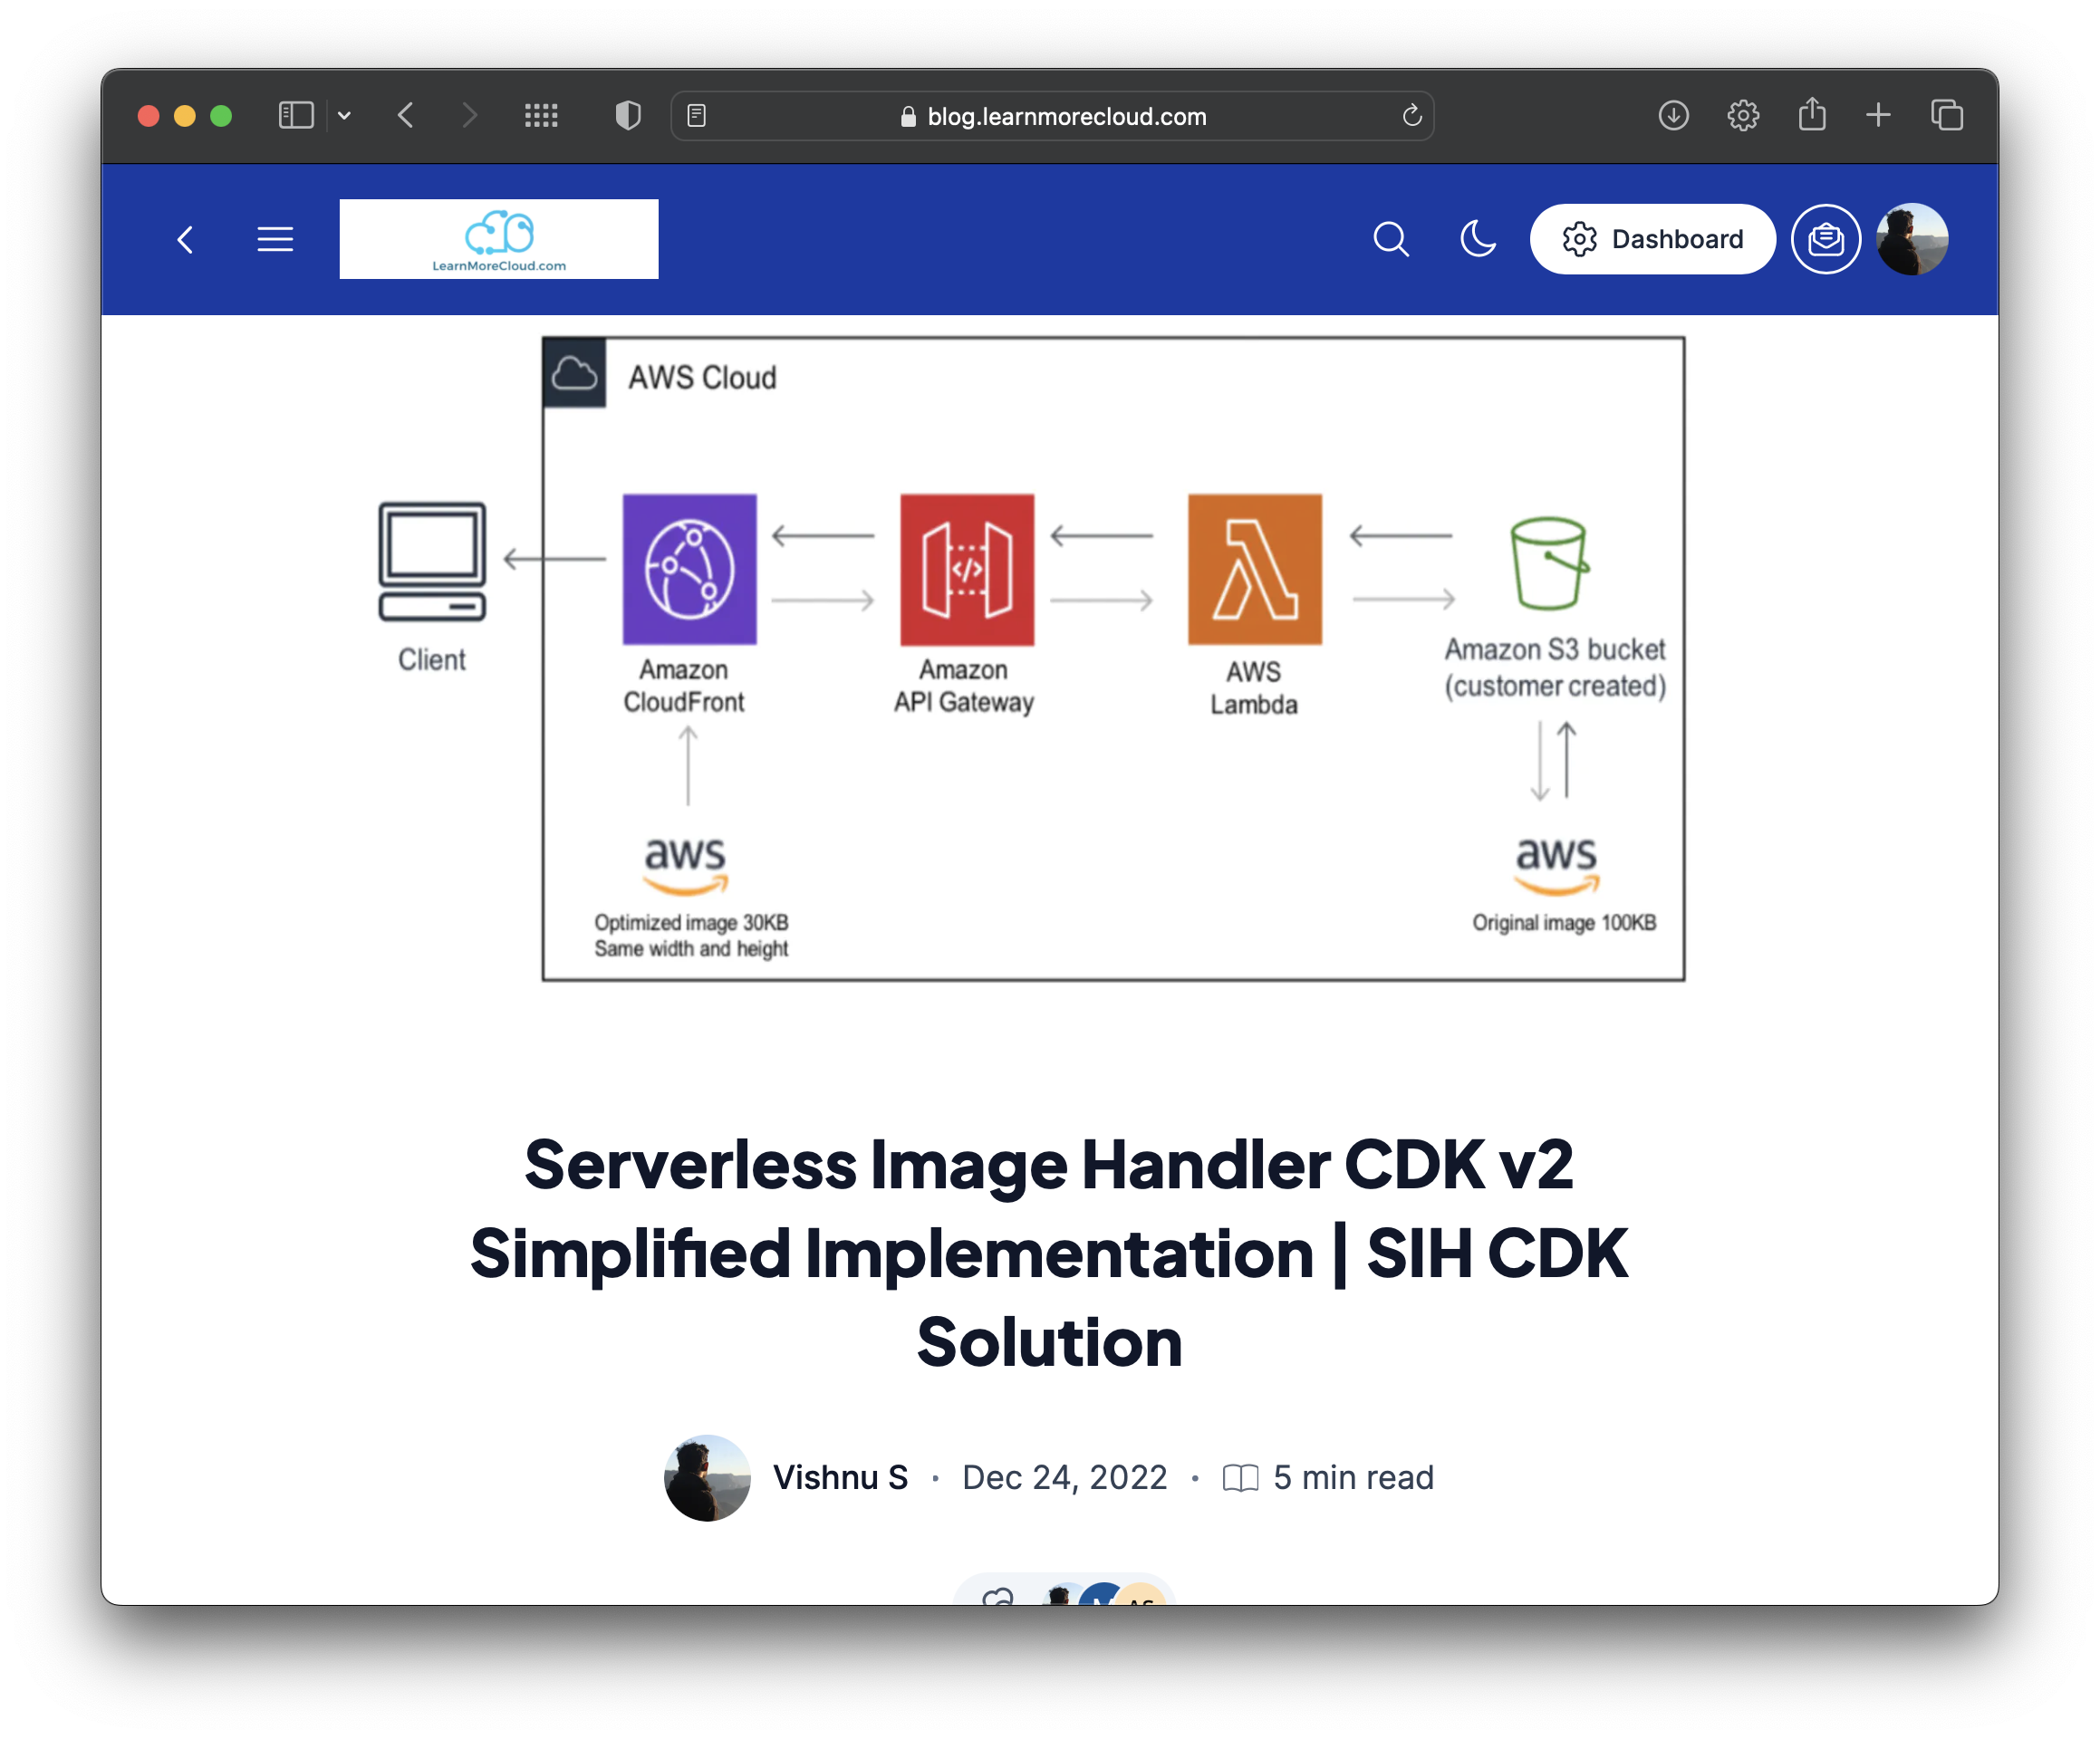 blog.learnmorecloud.com
LearnMoreCloud.com
Dashboard
AWS Cloud
</>
Client
Amazon
CloudFront
Amazon
API Gateway
AWS
Lambda
Amazon S3 bucket
(customer created)
aws
Optimized image 30KB
Same width and height
aws
Original image 100KB
Serverless Image Handler CDK v2
Simplified Implementation | SIH CDK
Solution
Vishnu S · Dec 24, 2022 · 5 min read